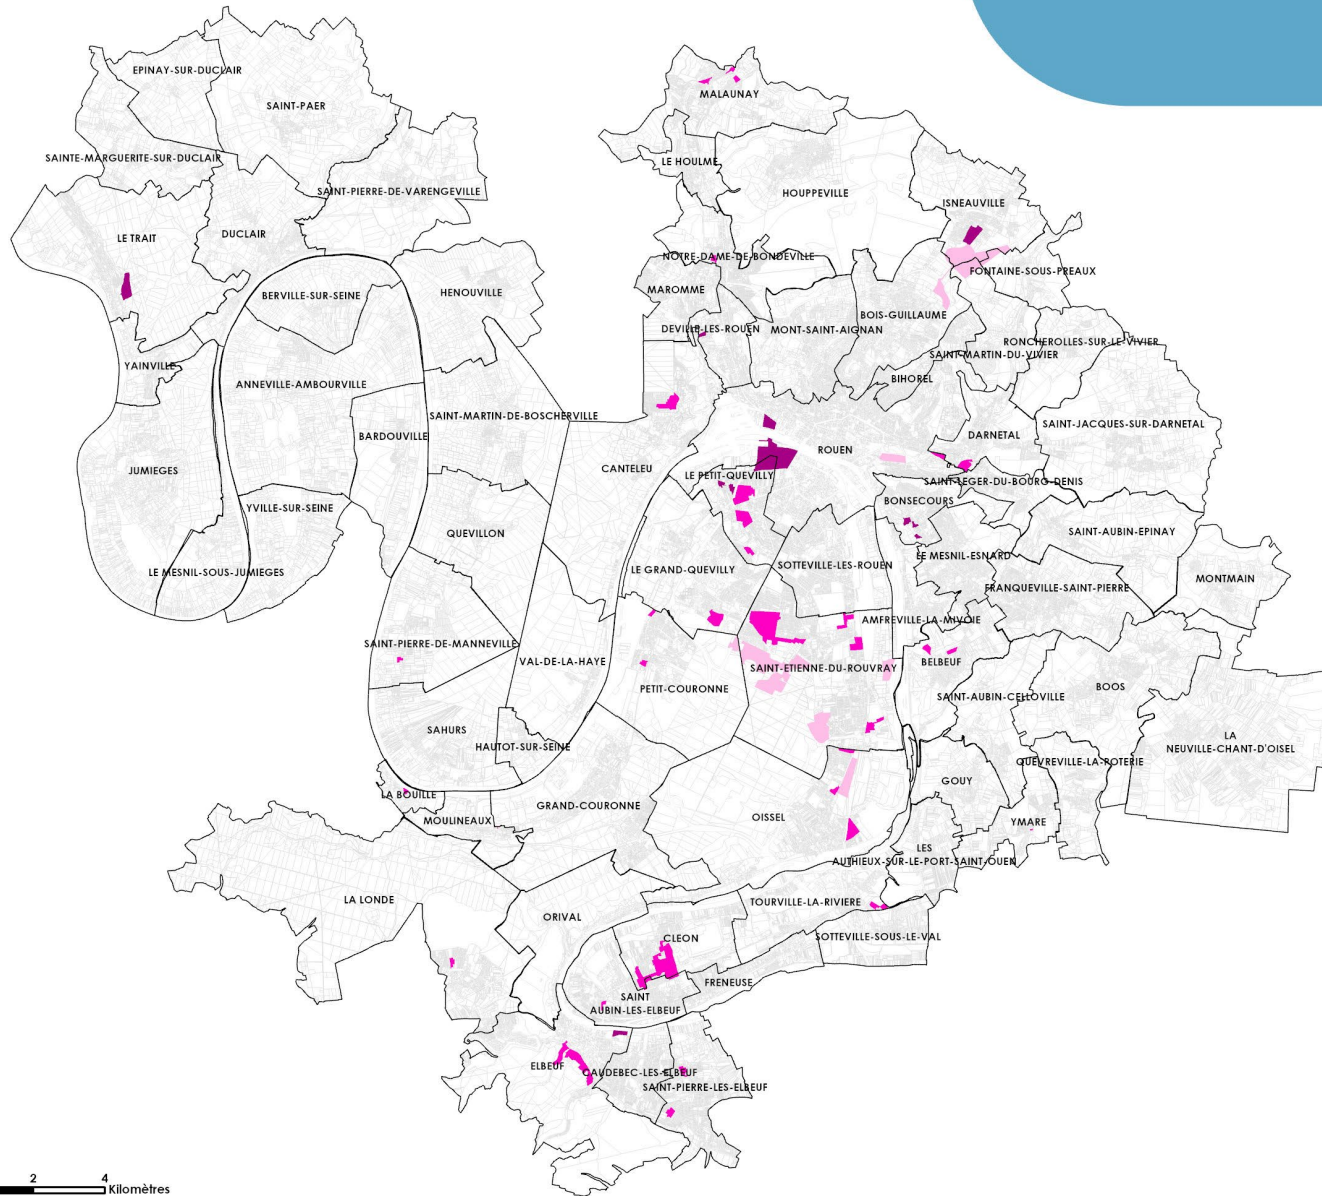 EPINAY-SUR-DUCLAIR
MALAUNAY
SAINT-PAER
SAINTE-MARGUERITE-SUR-DUCLAIR
LE HOULME
SAINT-PIERRE-DE-VARENGEVILLE
HOUPPEVILLE
ISNEAUVILLE
LE TRAIT
DUCLAIR
NOTRE-DAME-DE-BONDEVILLE
FONTAINE-SOUS-PREAUX
BERVILLE-SUR-SEINE
HENOUVILLE
MAROMME
BOIS-GUILLAUME
DEVILLE-LES-ROUEN
MONT-SAINT-AIGNAN
RONCHEROLLES-SUR-LE-VIVIER
SAINT-MARTIN-DU-VIVIER
YAINVILLE
ANNEVILLE-AMBOURVILLE
BIHOREL
SAINT-MARTIN-DE-BOSCHERVILLE
SAINT-JACQUES-SUR-DARNETAL
BARDOUVILLE
DARNETAL
ROUEN
JUMIEGES
CANTELEU
LE PETIT-QUEVILLY
SAINT-LEGER-DU-BOURG-DENIS
BONSECOURS
YVILLE-SUR-SEINE
QUEVILLON
SAINT-AUBIN-EPINAY
LE MESNIL-ESNARD
LE MESNIL-SOUS-JUMIEGES
LE GRAND-QUEVILLY
SOTTEVILLE-LES-ROUEN
MONTMAIN
FRANQUEVILLE-SAINT-PIERRE
AMFREVILLE-LA-MIVOIE
SAINT-PIERRE-DE-MANNEVILLE
VAL-DE-LA-HAYE
SAINT-ETIENNE-DU-ROUVRAY
BELBEUF
PETIT-COURONNE
BOOS
SAINT-AUBIN-CELLOVILLE
SAHURS
LA
NEUVILLE-CHANT-D'OISEL
HAUTOT-SUR-SEINE
QUEVREVILLE-LA-POTERIE
GOUY
LA BOUILLE
GRAND-COURONNE
MOULINEAUX
OISSEL
YMARE
LES
AUTHIEUX-SUR-LE-PORT-SAINT-OUEN
LA LONDE
TOURVILLE-LA-RIVIERE
ORIVAL
CLEON
SOTTEVILLE-SOUS-LE-VAL
FRENEUSE
SAINT
AUBIN-LES-ELBEUF
ELBEUF
CAUDEBEC-LES-ELBEUF
SAINT-PIERRE-LES-ELBEUF
2 4
Kilomètres